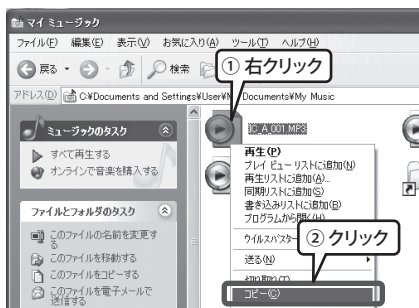 マイ ミュージック
ファイル(F) 編集(E) 表示(V) お気に入り(A) ツール(T) ヘルプ(H)
戻る 検索
① 右クリック
アドレス(D) C:¥Documents and Settings¥User¥My Documents¥My Music
ミュージックのタスク
すべて再生する
オンラインで音楽を購入する
IC_A_001.MP3
再生(P)
プレイ ビュー リストに追加(N)
再生リストに追加(A)...
同期リストに追加(S)
書き込みリストに追加(B)
プログラムから開く(H)
ファイルとフォルダのタスク
このファイルの名前を変更する
このファイルを移動する
このファイルをコピーする
このファイルを電子メールで送信する
ウイルスバスター
② クリック
送る(N)
切り取り(T)
コピー(C)